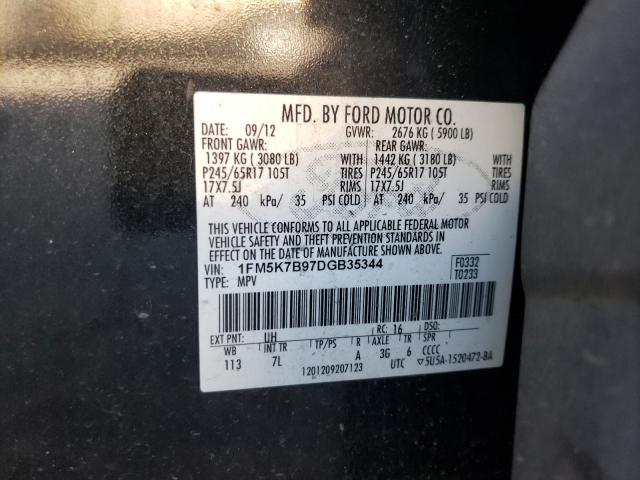 MFD. BY FORD MOTOR CO.
DATE: 09/12 GVWR: 2676 KG ( 5900 LB)
FRONT GAWR: REAR GAWR:
1397 KG ( 3080 LB) WITH 1442 KG ( 3180 LB) WITH
P245/65R17 105T TIRES P245/65R17 105T TIRES
17X7.5J RIMS 17X7.5J RIMS
AT 240 kPa/ 35 PSI COLD AT 240 kPa/ 35 PSI COLD
THIS VEHICLE CONFORMS TO ALL APPLICABLE FEDERAL MOTOR
VEHICLE SAFETY AND THEFT PREVENTION STANDARDS IN
EFFECT ON THE DATE OF MANUFACTURE SHOWN ABOVE.
VIN: 1FM5K7B97DGB35344 F0332
TYPE: MPV T0233
EXT PNT: UH RC: 16 DSO:
WB INT TR TP/PS R AXLE TR SPR
113 7L A 3G 6 CCCC
1201209207123 UTC ▽5U5A-1520472-BA